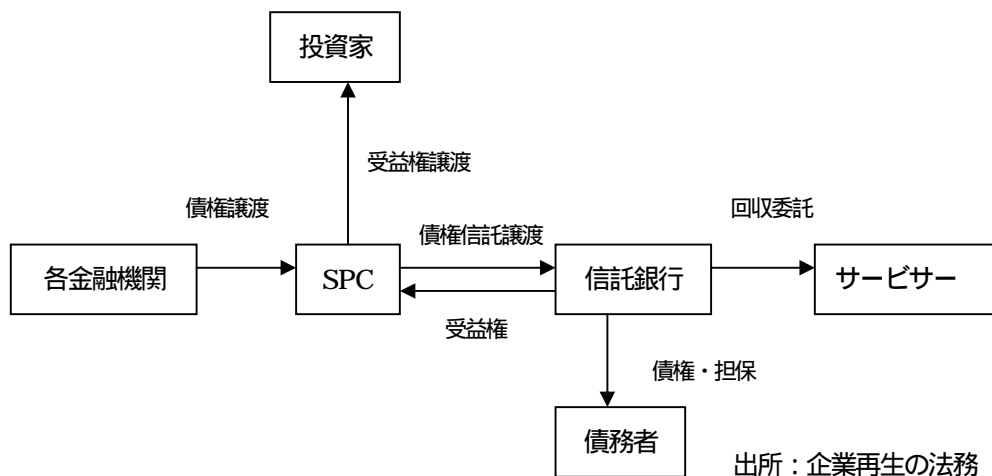 投資家
受益権譲渡
債権譲渡
債権信託譲渡
回収委託
各金融機関
SPC
信託銀行
サービサー
受益権
債権・担保
債務者
出所：企業再生の法務